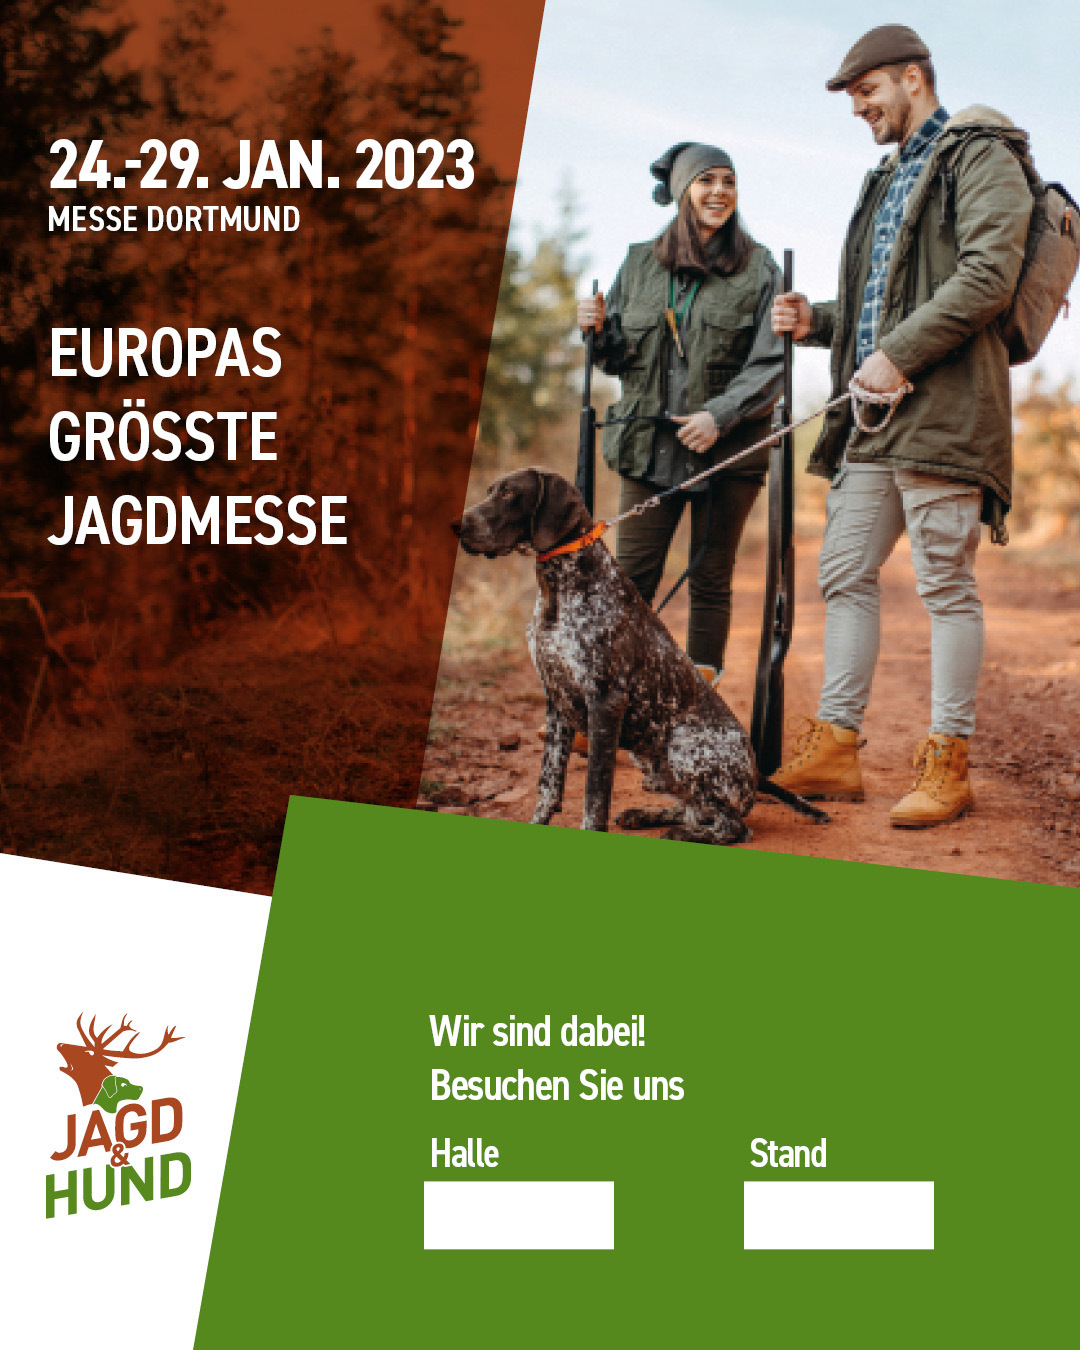 24.-29. JAN. 2023
MESSE DORTMUND
EUROPAS
GRÖSSTE
JAGDMESSE
Wir sind dabei!
Besuchen Sie uns
Halle
Stand
JAGD
&
HUND